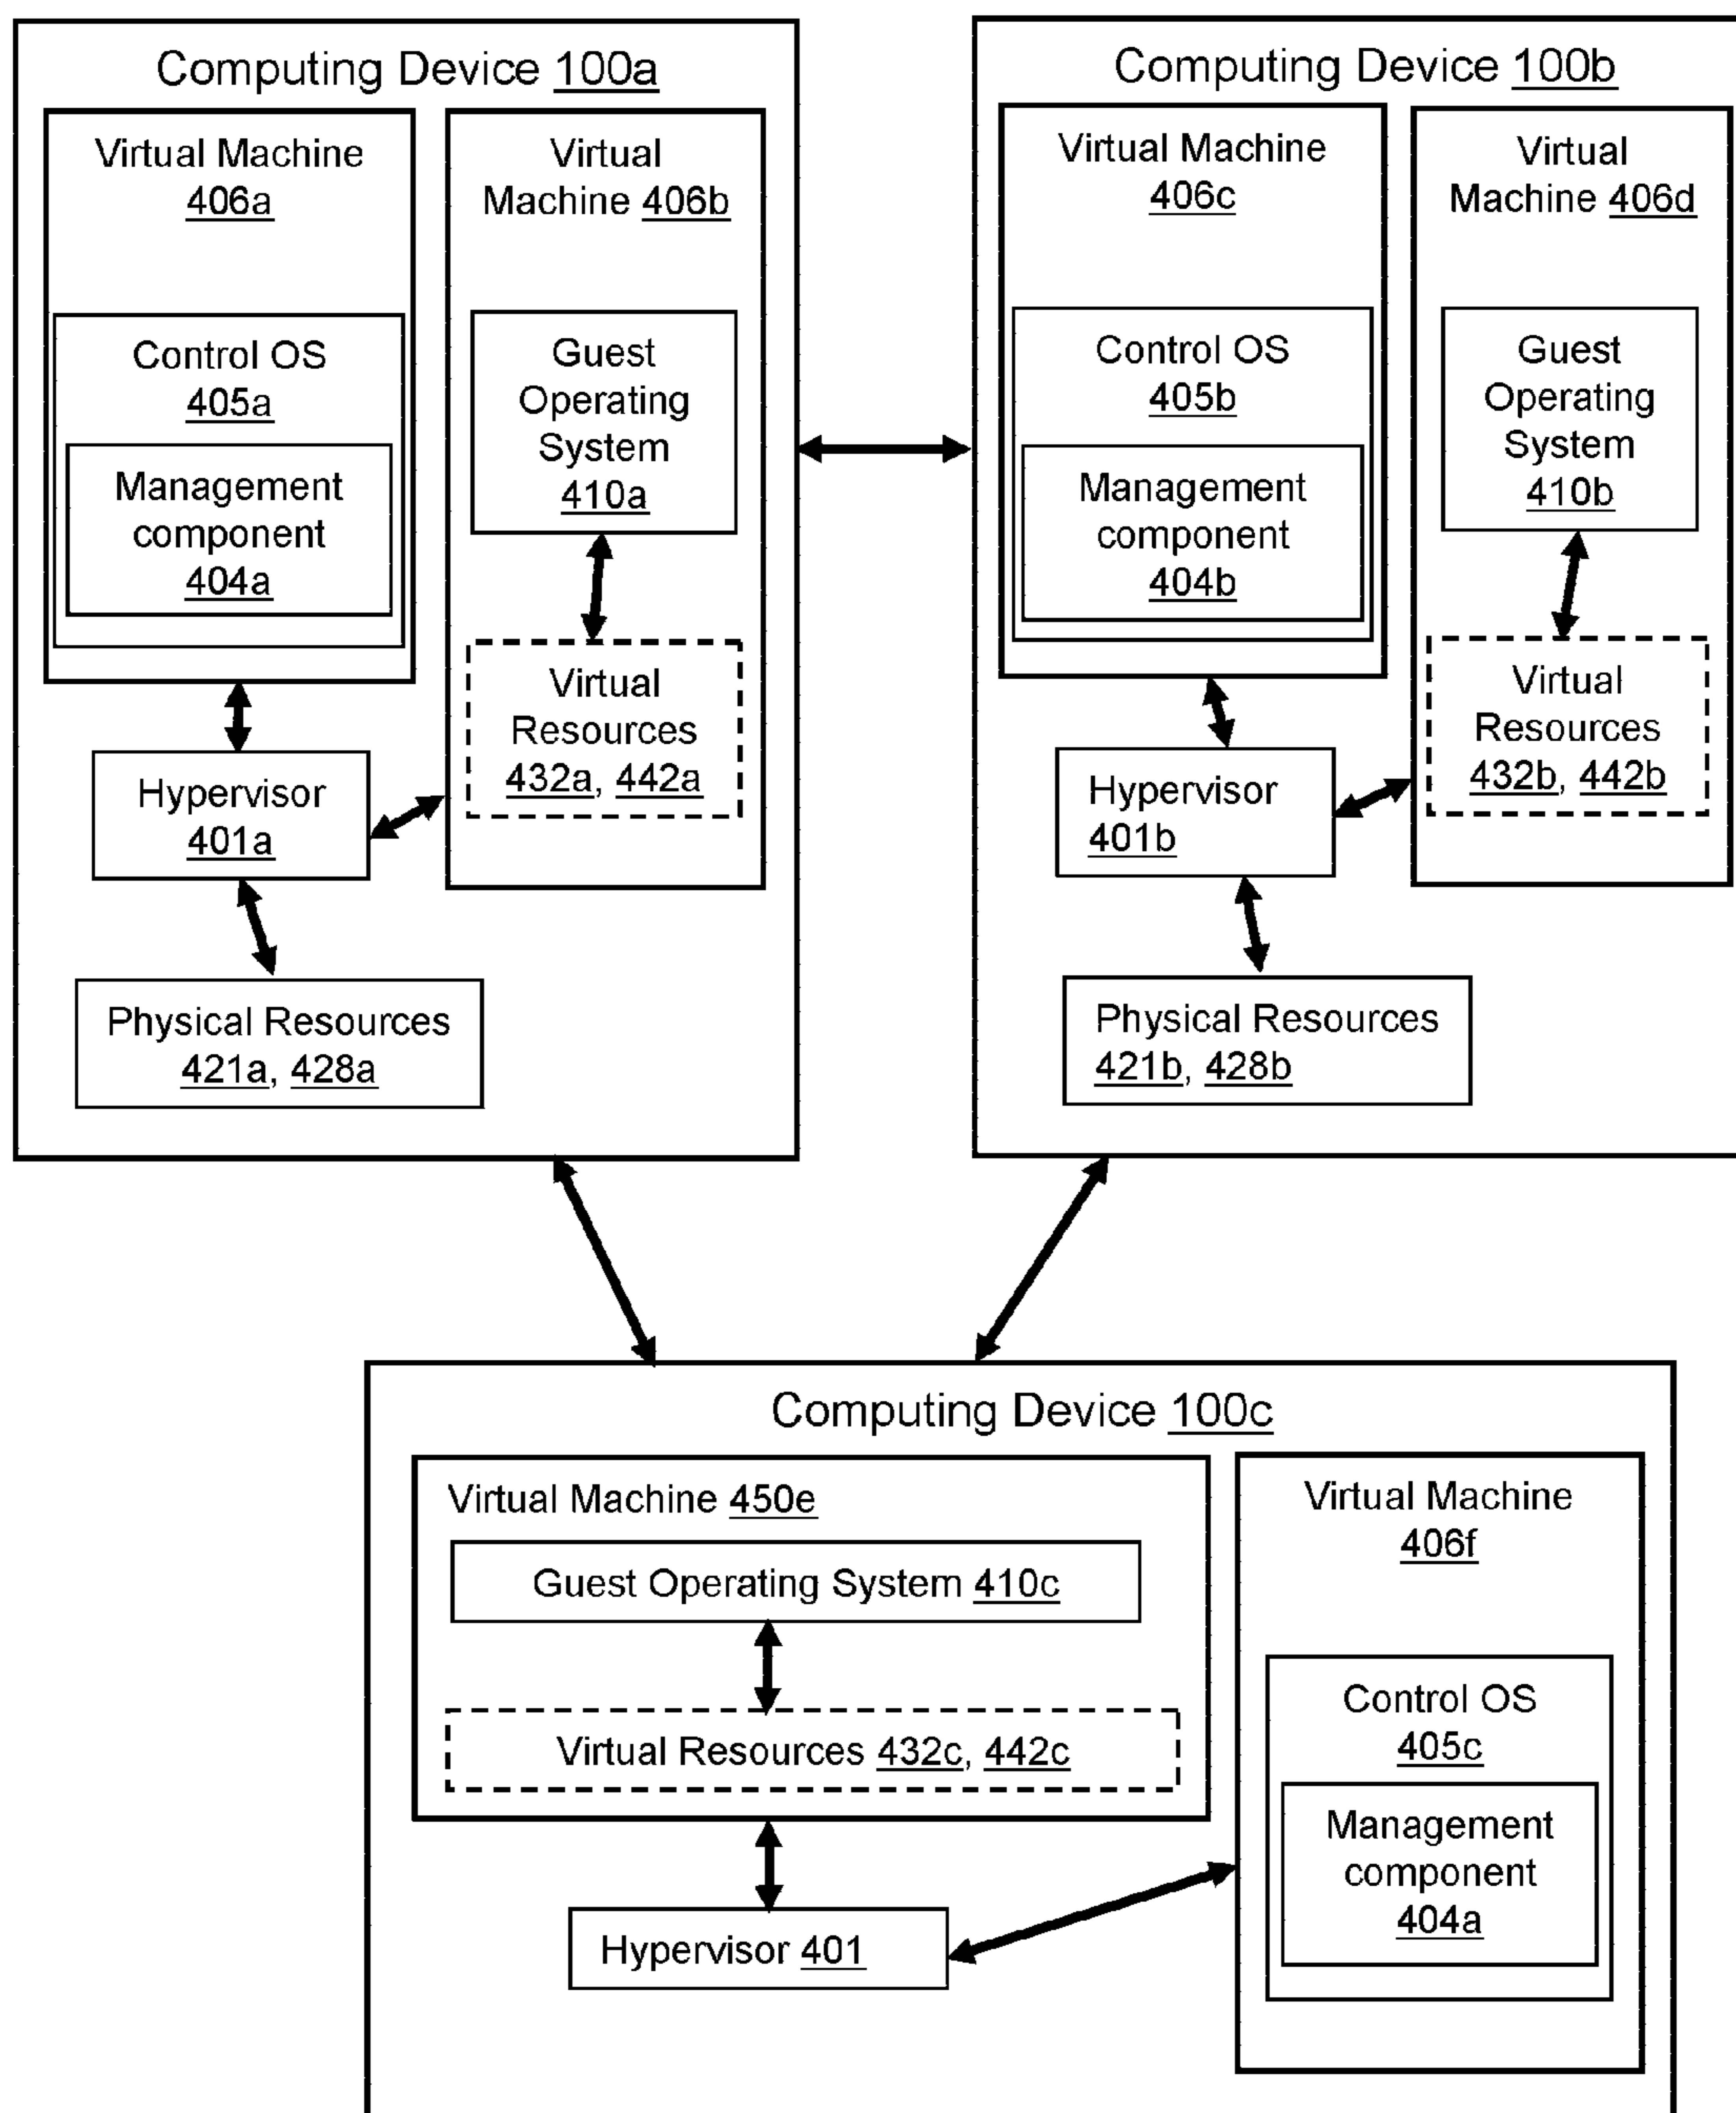 Computing Device 100a
Virtual Machine
406a
Control OS
405a
Management
component
404a
Virtual
Machine 406b
Guest
Operating
System
410a
Virtual
Resources
432a, 442a
Hypervisor
401a
Physical Resources
421a, 428a
Computing Device 100b
Virtual Machine
406c
Control OS
405b
Management
component
404b
Virtual
Machine 406d
Guest
Operating
System
410b
Virtual
Resources
432b, 442b
Hypervisor
401b
Physical Resources
421b, 428b
Computing Device 100c
Virtual Machine 450e
Guest Operating System 410c
Virtual Resources 432c, 442c
Hypervisor 401
Virtual Machine
406f
Control OS
405c
Management
component
404a